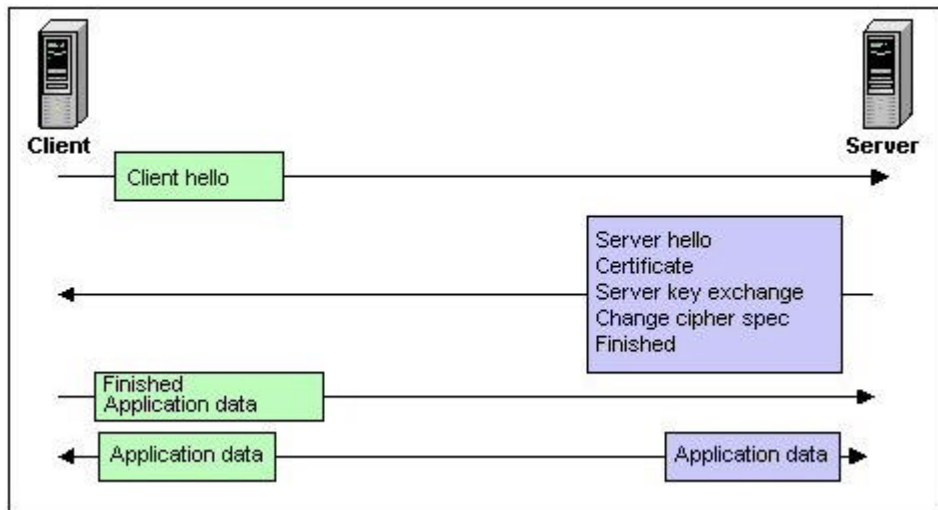 Client
Server
Client hello
Server hello
Certificate
Server key exchange
Change cipher spec
Finished
Finished
Application data
Application data
Application data